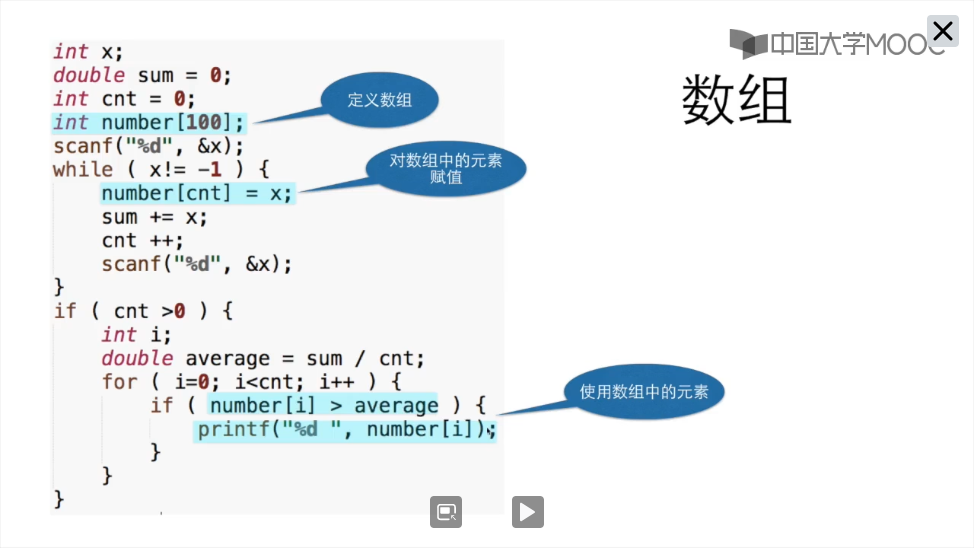 中国大学MOOC
数组
int x;
double sum = 0;
int cnt = 0;
int number[100];
定义数组
scanf("%d", &x);
while ( x!= -1 ) {
对数组中的元素
赋值
number[cnt] = x;
sum += x;
cnt ++;
scanf("%d", &x);
}
if ( cnt >0 ) {
int i;
double average = sum / cnt;
for ( i=0; i<cnt; i++ ) {
if ( number[i] > average ) {
使用数组中的元素
printf("%d ", number[i]);
}
}
}